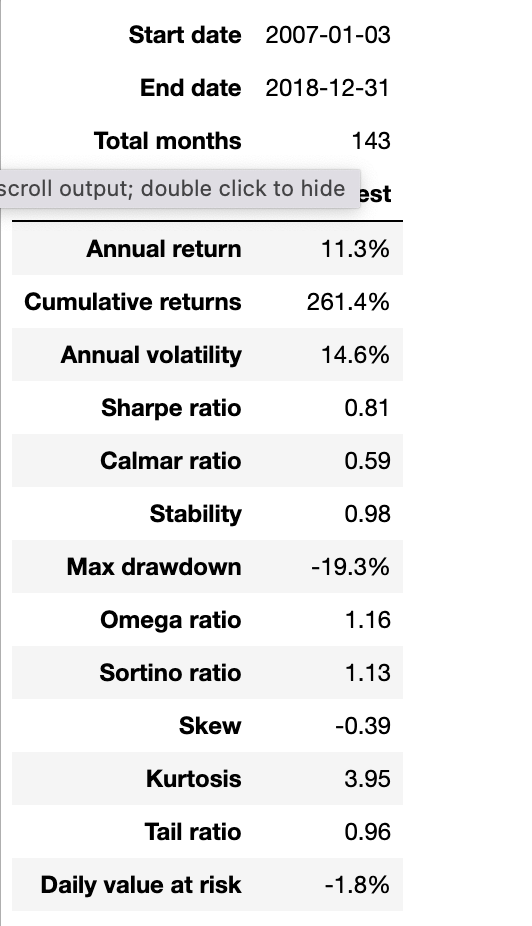 Start date 2007-01-03
End date 2018-12-31
Total months 143
scroll output; double click to hide est
Annual return 11.3%
Cumulative returns 261.4%
Annual volatility 14.6%
Sharpe ratio 0.81
Calmar ratio 0.59
Stability 0.98
Max drawdown -19.3%
Omega ratio 1.16
Sortino ratio 1.13
Skew -0.39
Kurtosis 3.95
Tail ratio 0.96
Daily value at risk -1.8%